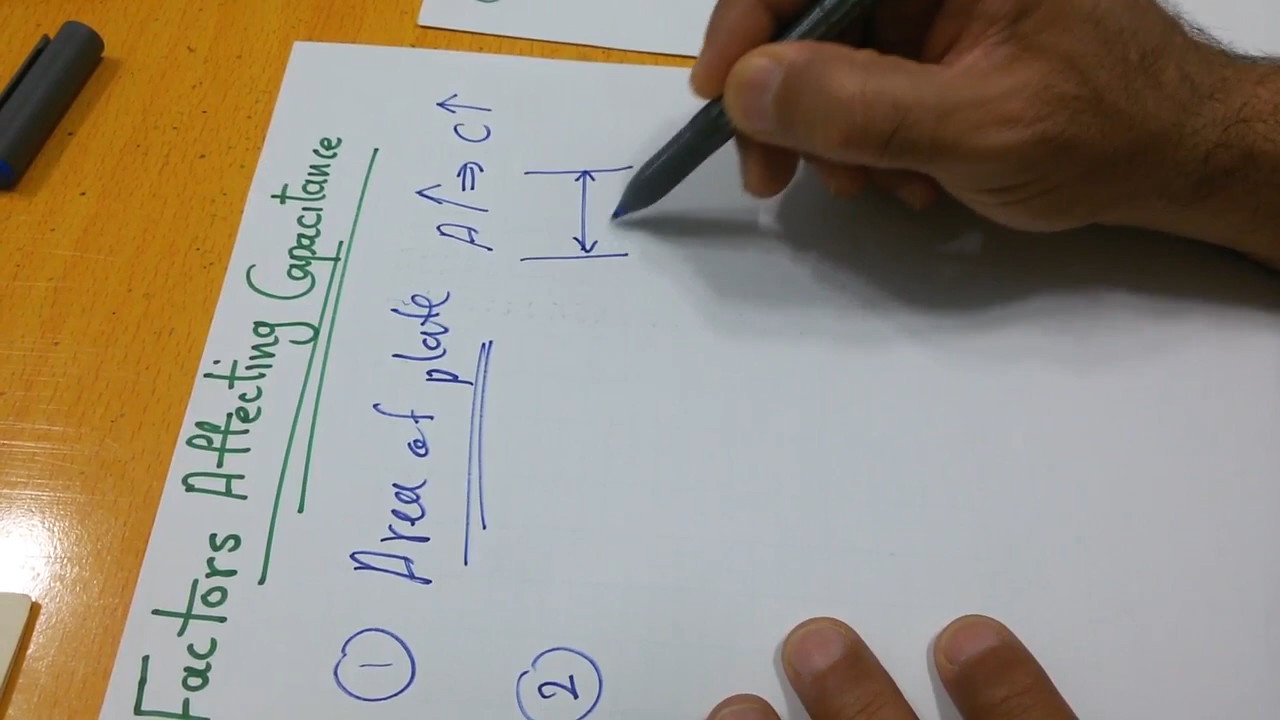 Factors Affecting Capacitance
① Area of plate A↑ ⇒ C↑
②